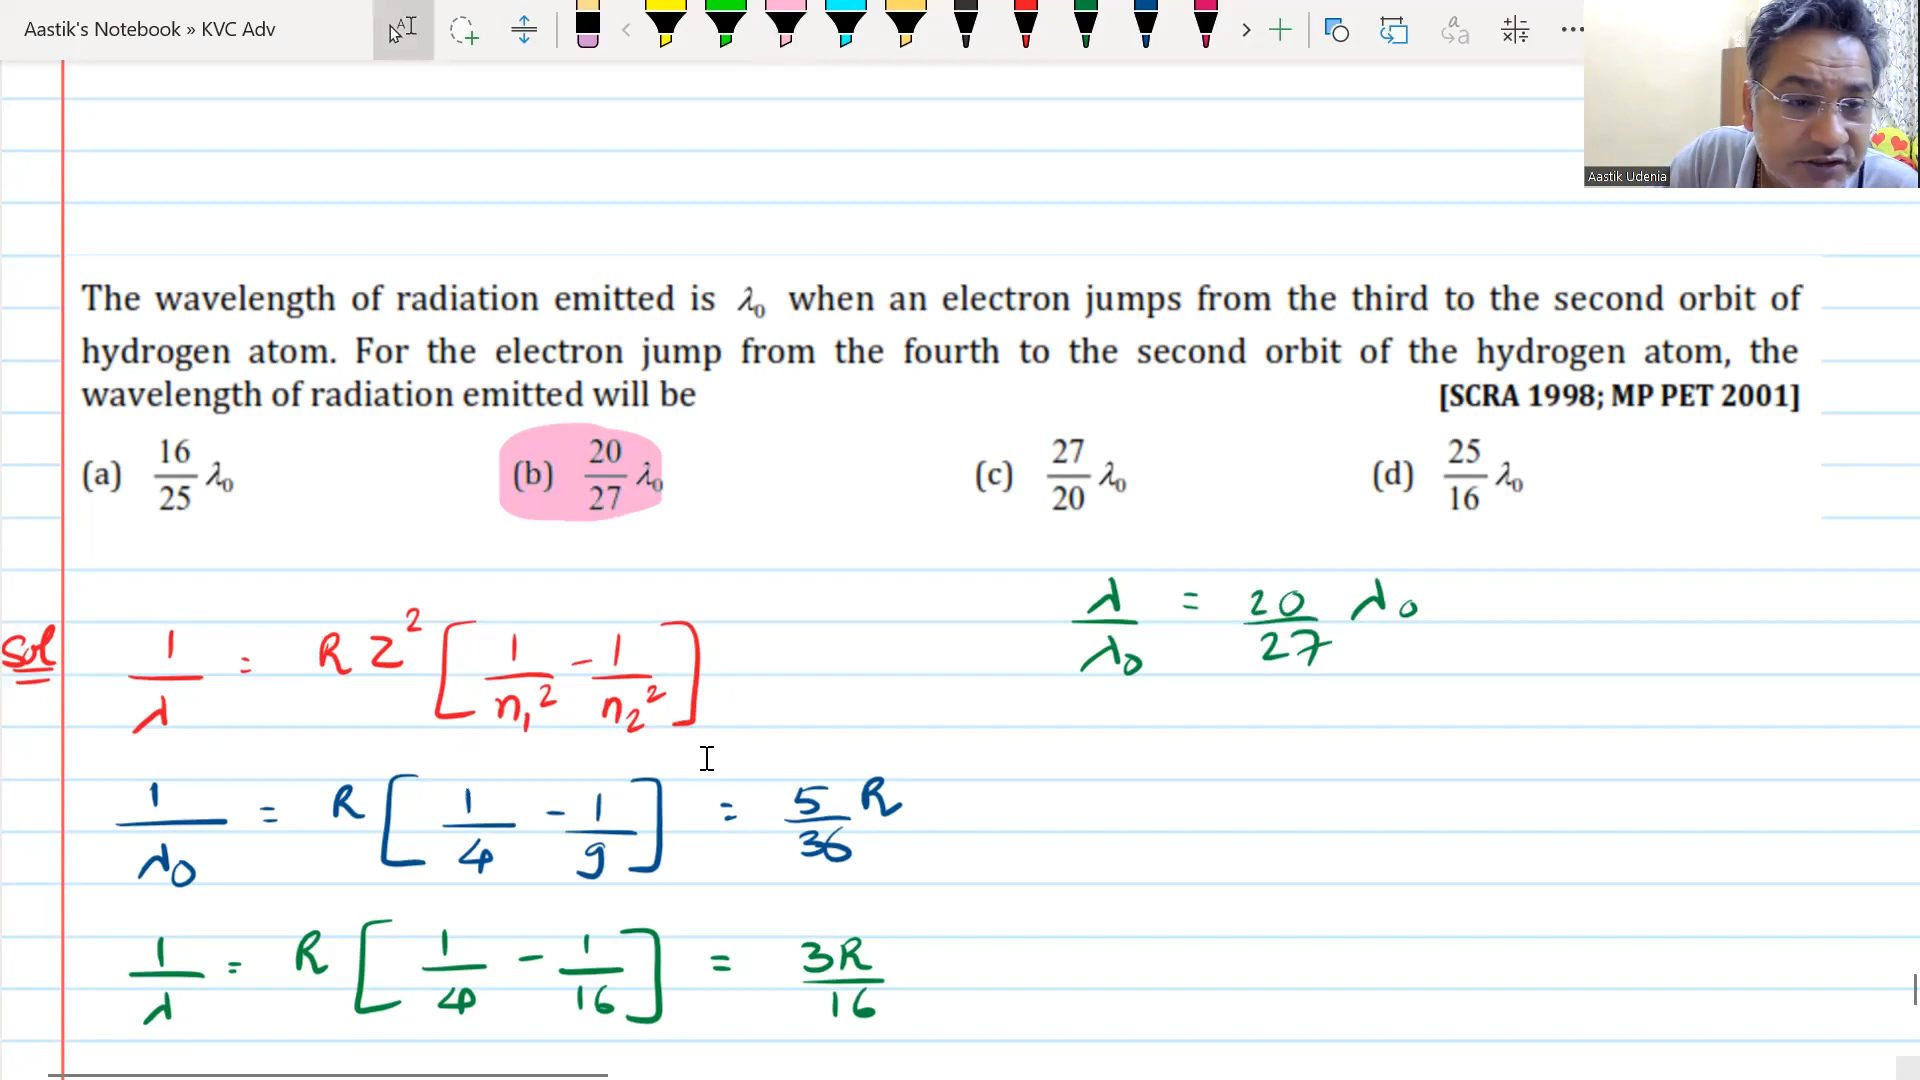 Aastik's Notebook » KVC Adv
Aastik Udenia
The wavelength of radiation emitted is λ₀ when an electron jumps from the third to the second orbit of
hydrogen atom. For the electron jump from the fourth to the second orbit of the hydrogen atom, the
wavelength of radiation emitted will be [SCRA 1998; MP PET 2001]
(a) 16/25 λ₀ (b) 20/27 λ₀ (c) 27/20 λ₀ (d) 25/16 λ₀
λ/λ₀ = 20/27 λ₀
Sol 1/λ = R Z² [1/n₁² - 1/n₂²]
1/λ₀ = R [1/4 - 1/9] = 5/36 R
1/λ = R [1/4 - 1/16] = 3R/16